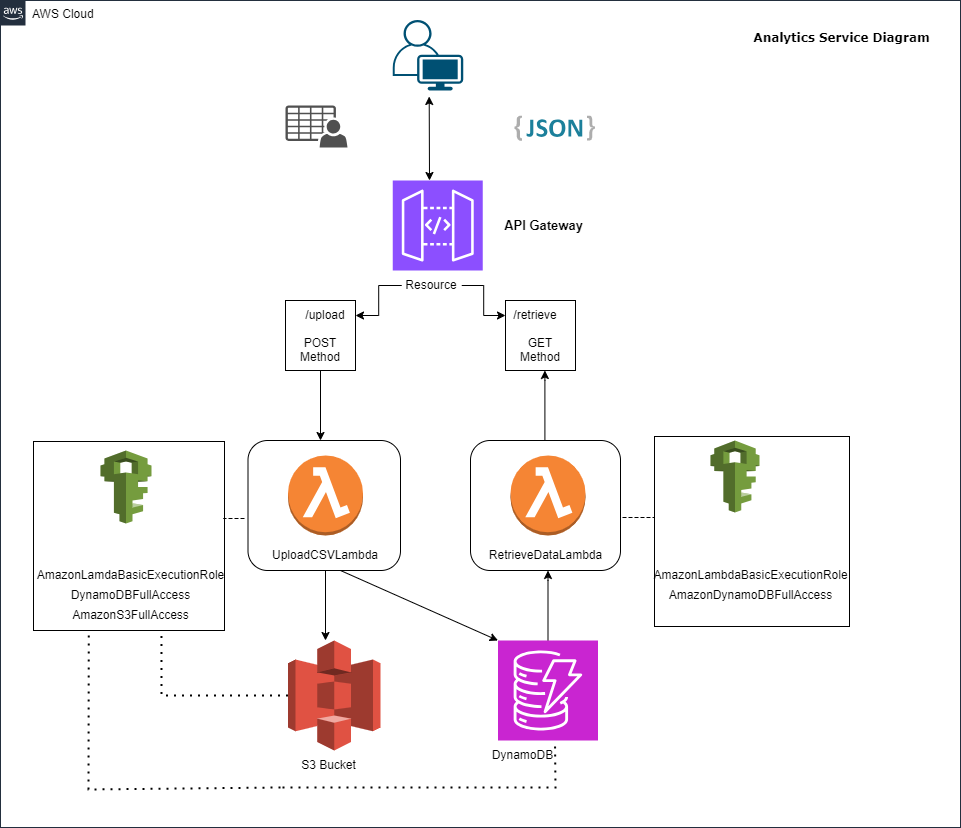 aws
AWS Cloud
Analytics Service Diagram
{JSON}
</>
API Gateway
Resource
/upload
POST
Method
/retrieve
GET
Method
UploadCSVLambda
RetrieveDataLambda
AmazonLamdaBasicExecutionRole
DynamoDBFullAccess
AmazonS3FullAccess
AmazonLambdaBasicExecutionRole
AmazonDynamoDBFullAccess
S3 Bucket
DynamoDB